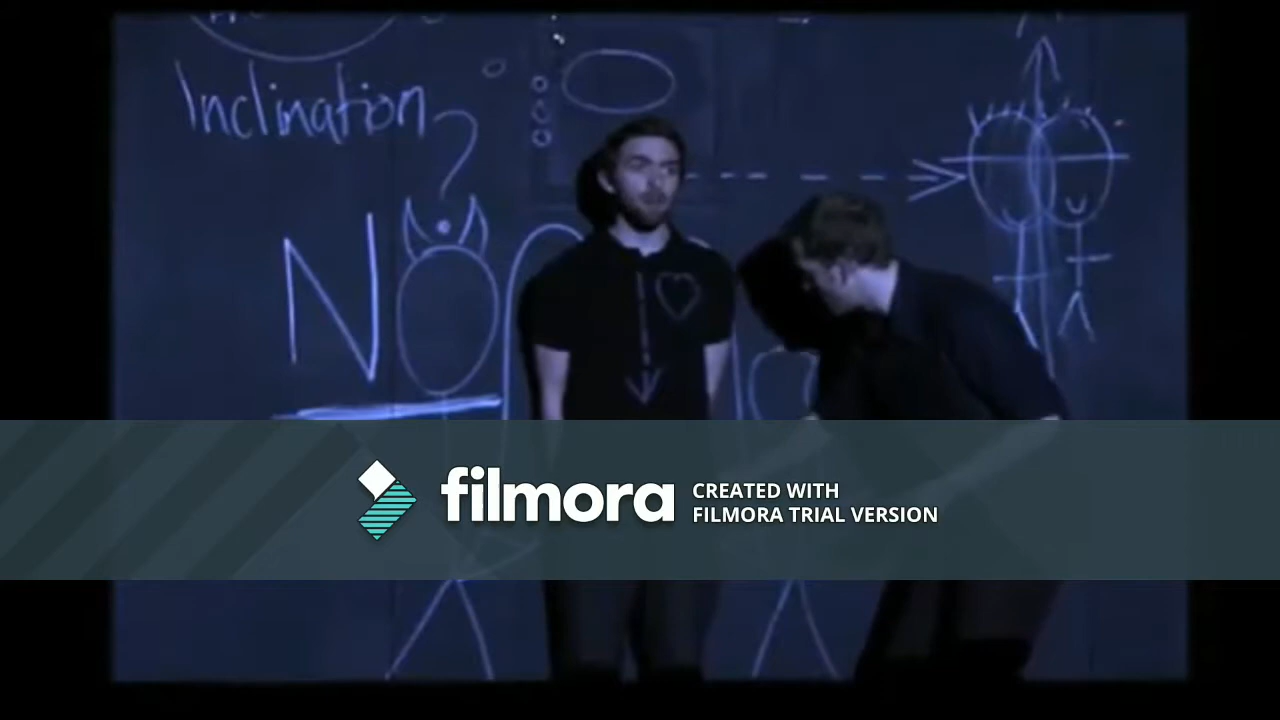 Inclination
?
NO
filmora
CREATED WITH
FILMORA TRIAL VERSION